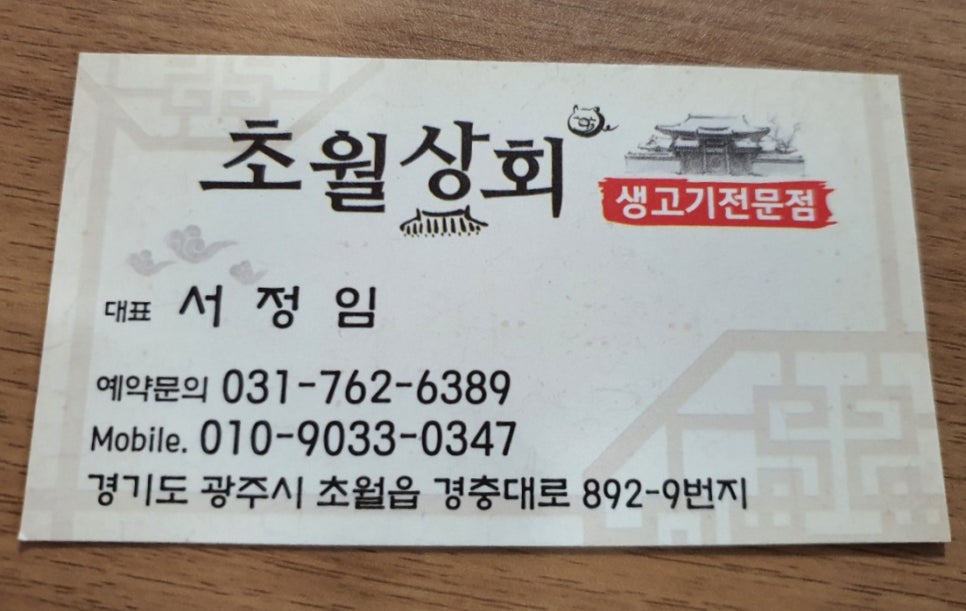 초월상회
생고기전문점
대표 서정임
예약문의 031-762-6389
Mobile. 010-9033-0347
경기도 광주시 초월읍 경충대로 892-9번지